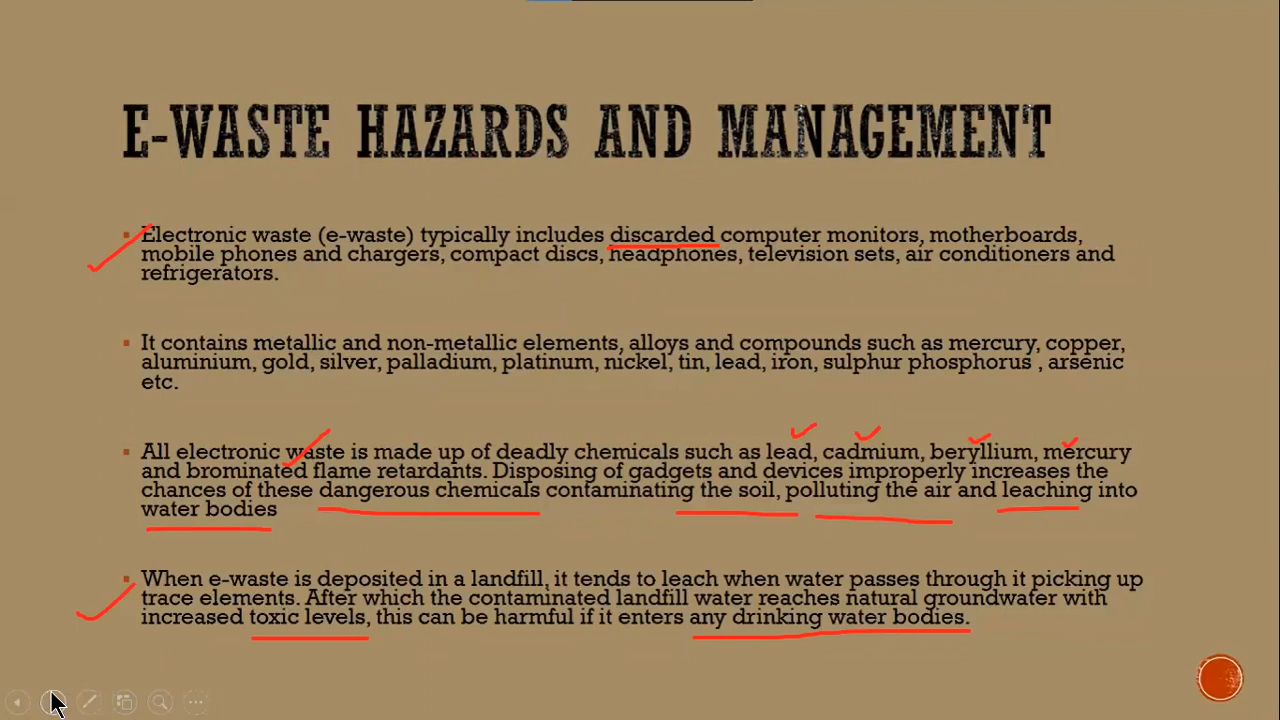 E-WASTE HAZARDS AND MANAGEMENT
Electronic waste (e-waste) typically includes discarded computer monitors, motherboards,
mobile phones and chargers, compact discs, headphones, television sets, air conditioners and
refrigerators.
It contains metallic and non-metallic elements, alloys and compounds such as mercury, copper,
aluminium, gold, silver, palladium, platinum, nickel, tin, lead, iron, sulphur phosphorus , arsenic
etc.
All electronic waste is made up of deadly chemicals such as lead, cadmium, beryllium, mercury
and brominated flame retardants. Disposing of gadgets and devices improperly increases the
chances of these dangerous chemicals contaminating the soil, polluting the air and leaching into
water bodies
When e-waste is deposited in a landfill, it tends to leach when water passes through it picking up
trace elements. After which the contaminated landfill water reaches natural groundwater with
increased toxic levels, this can be harmful if it enters any drinking water bodies.